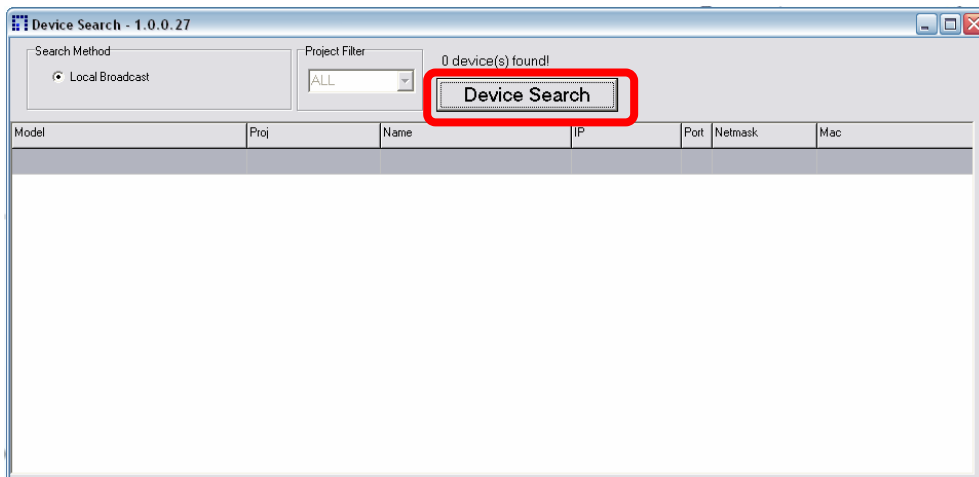 Device Search - 1.0.0.27
Search Method
Local Broadcast
Project Filter
ALL
0 device(s) found!
Device Search
Model Proj Name IP Port Netmask Mac